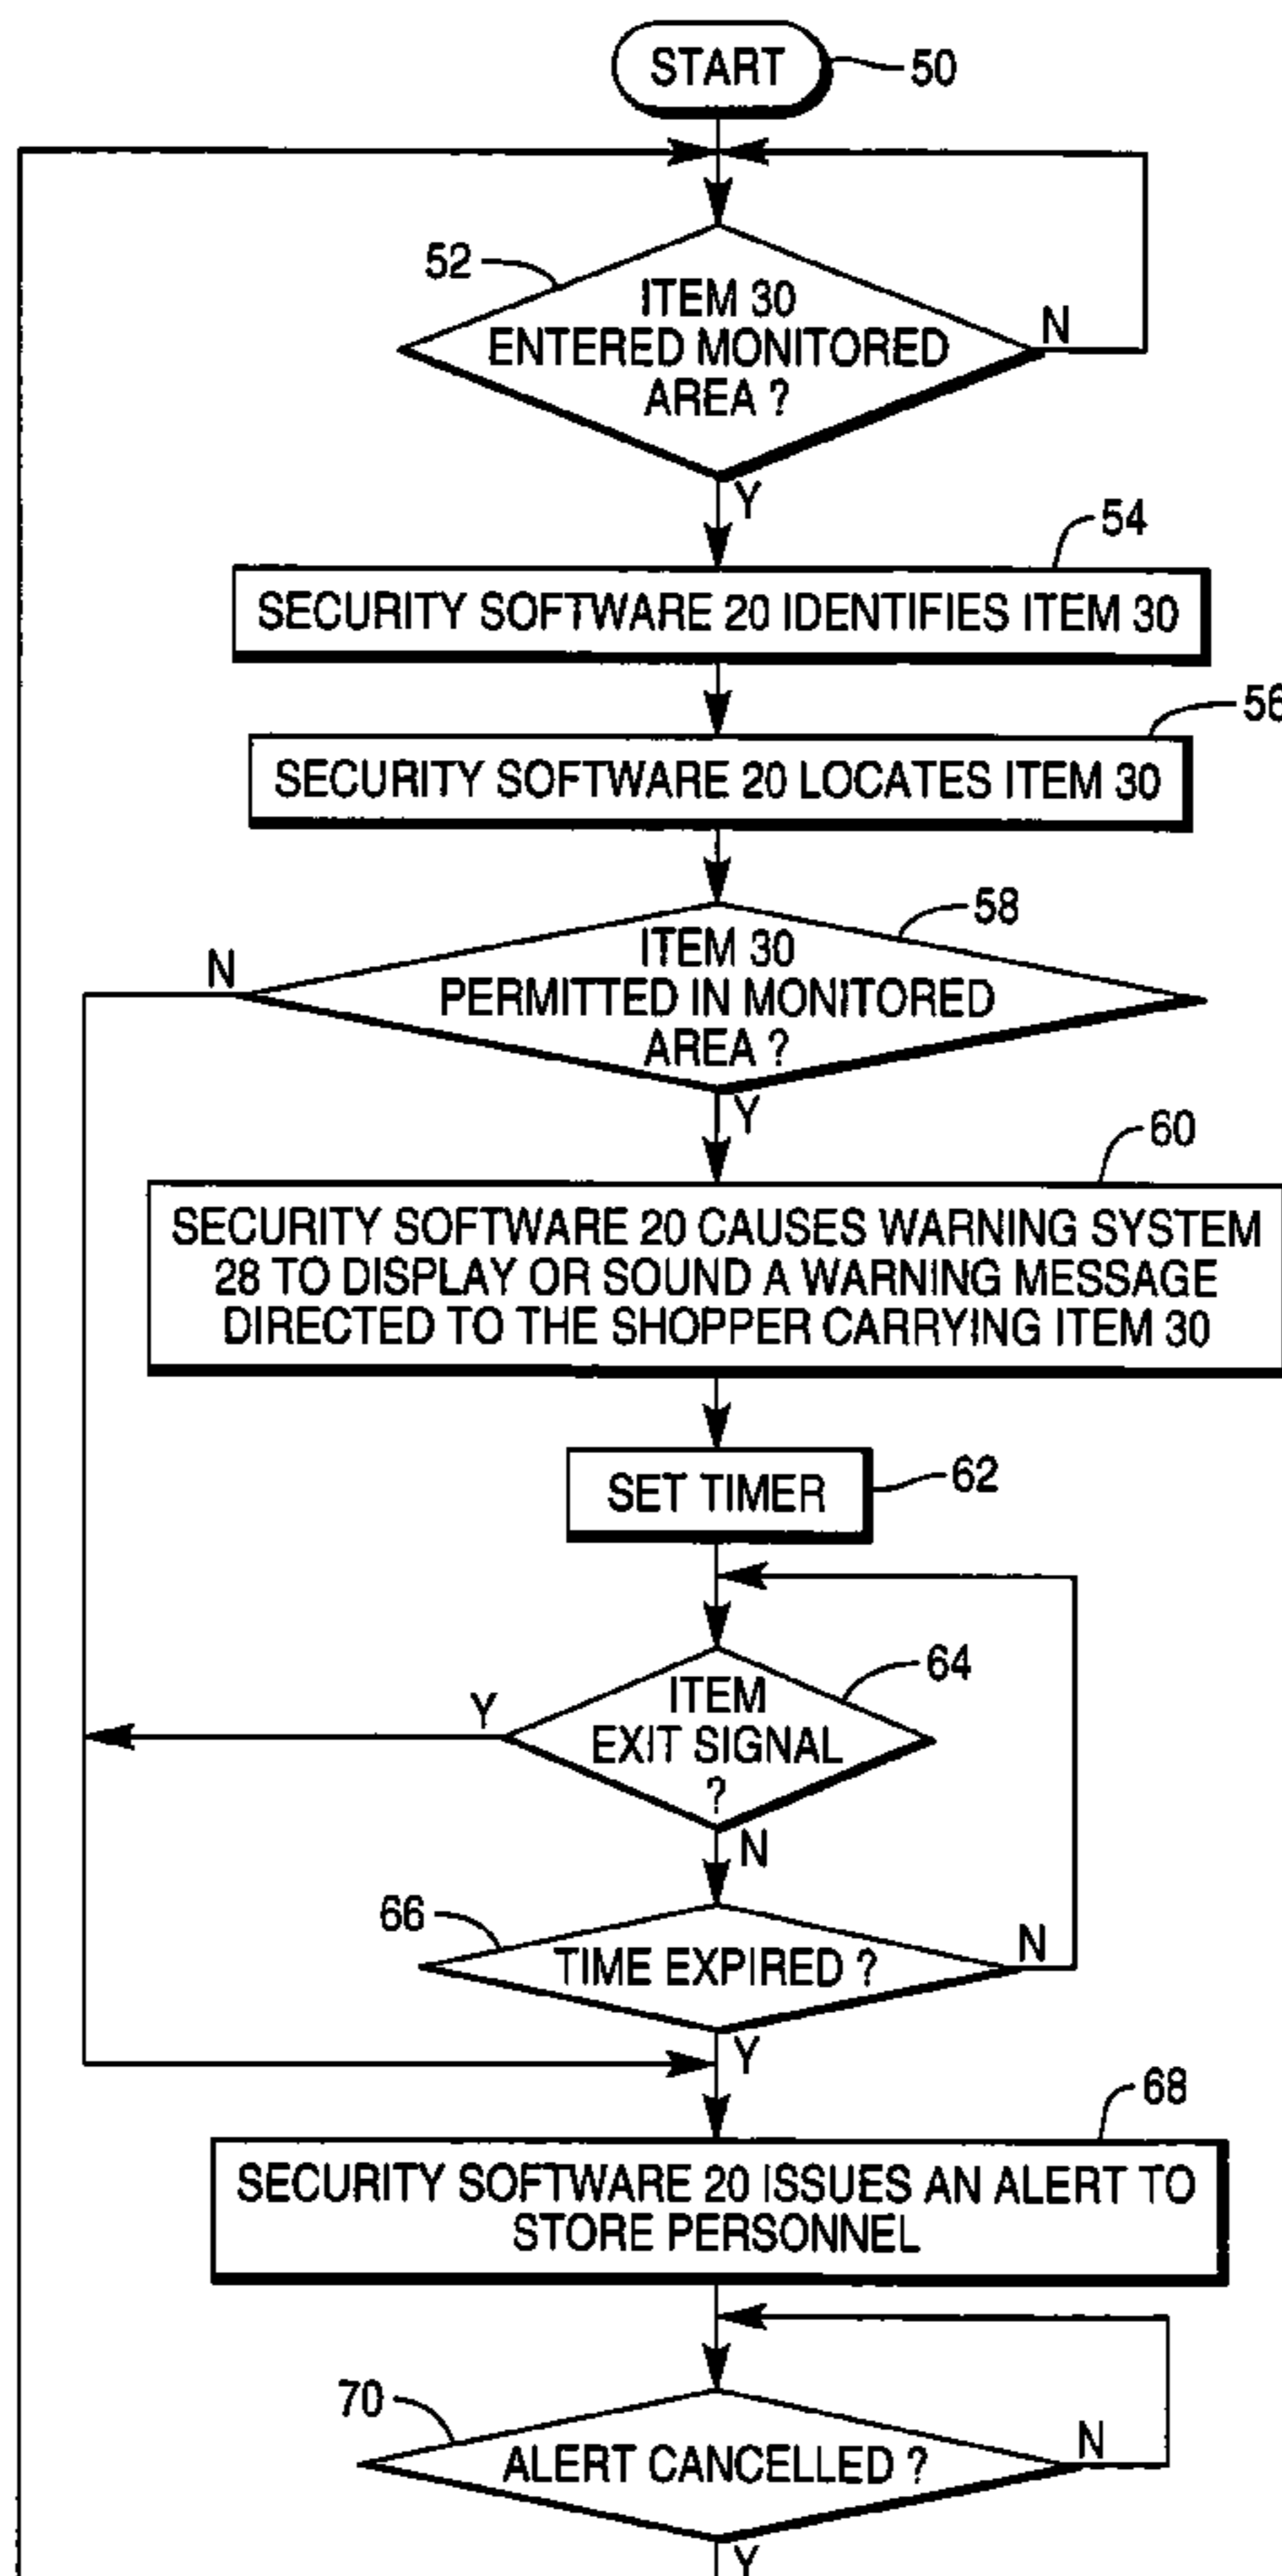 START
50
52
ITEM 30
ENTERED MONITORED
AREA ?
N
Y
54
SECURITY SOFTWARE 20 IDENTIFIES ITEM 30
56
SECURITY SOFTWARE 20 LOCATES ITEM 30
58
N
ITEM 30
PERMITTED IN MONITORED
AREA ?
Y
60
SECURITY SOFTWARE 20 CAUSES WARNING SYSTEM
28 TO DISPLAY OR SOUND A WARNING MESSAGE
DIRECTED TO THE SHOPPER CARRYING ITEM 30
SET TIMER
62
64
Y
ITEM
EXIT SIGNAL
?
N
66
TIME EXPIRED ?
N
Y
68
SECURITY SOFTWARE 20 ISSUES AN ALERT TO
STORE PERSONNEL
70
ALERT CANCELLED ?
N
Y